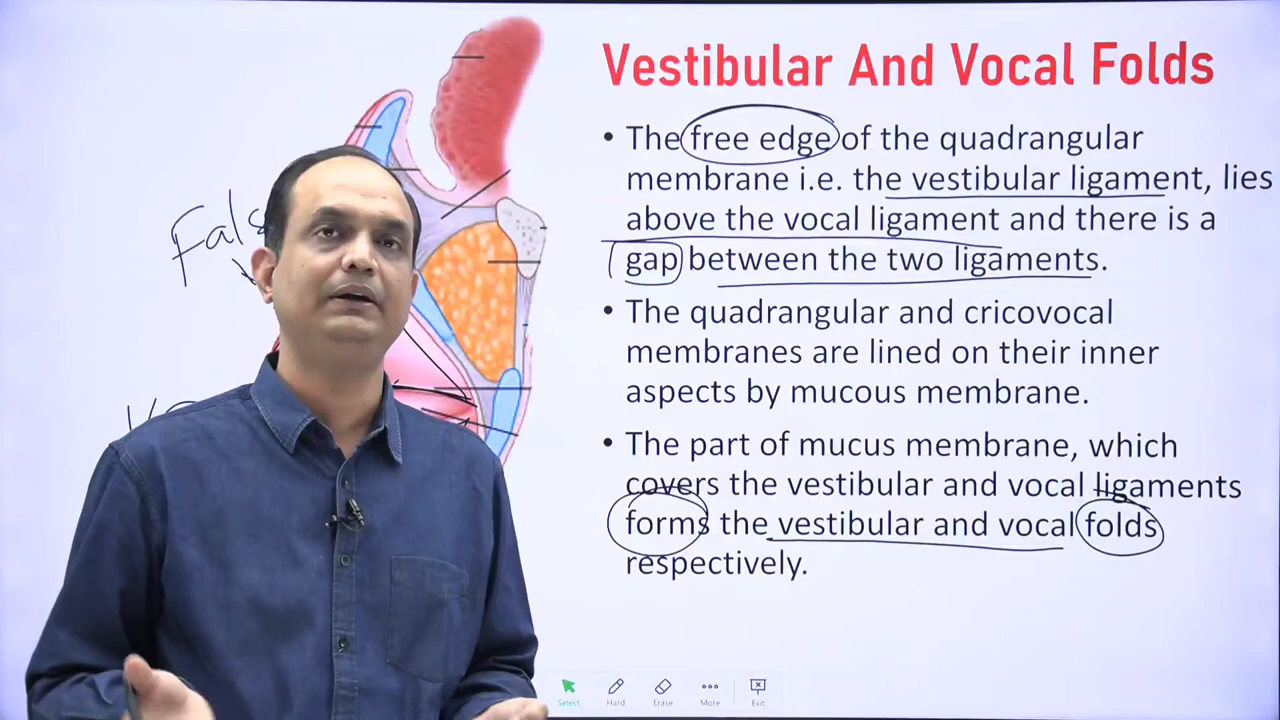 Vestibular And Vocal Folds
• The free edge of the quadrangular
membrane i.e. the vestibular ligament, lies
above the vocal ligament and there is a
gap between the two ligaments.
• The quadrangular and cricovocal
membranes are lined on their inner
aspects by mucous membrane.
• The part of mucus membrane, which
covers the vestibular and vocal ligaments
forms the vestibular and vocal folds
respectively.
Fals
Select Hard Erase More Exit